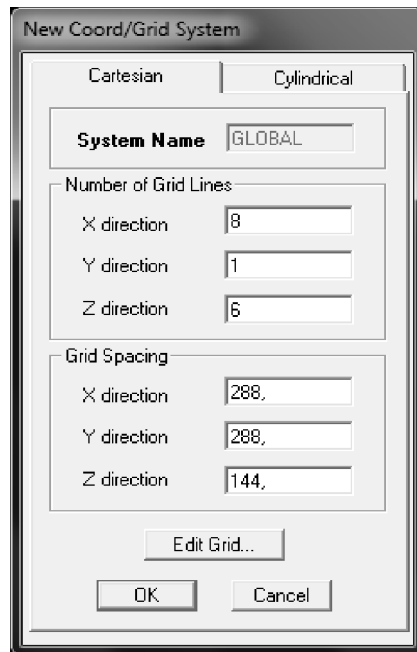 New Coord/Grid System
Cartesian Cylindrical
System Name GLOBAL
Number of Grid Lines
X direction 8
Y direction 1
Z direction 6
Grid Spacing
X direction 288,
Y direction 288,
Z direction 144,
Edit Grid...
OK Cancel